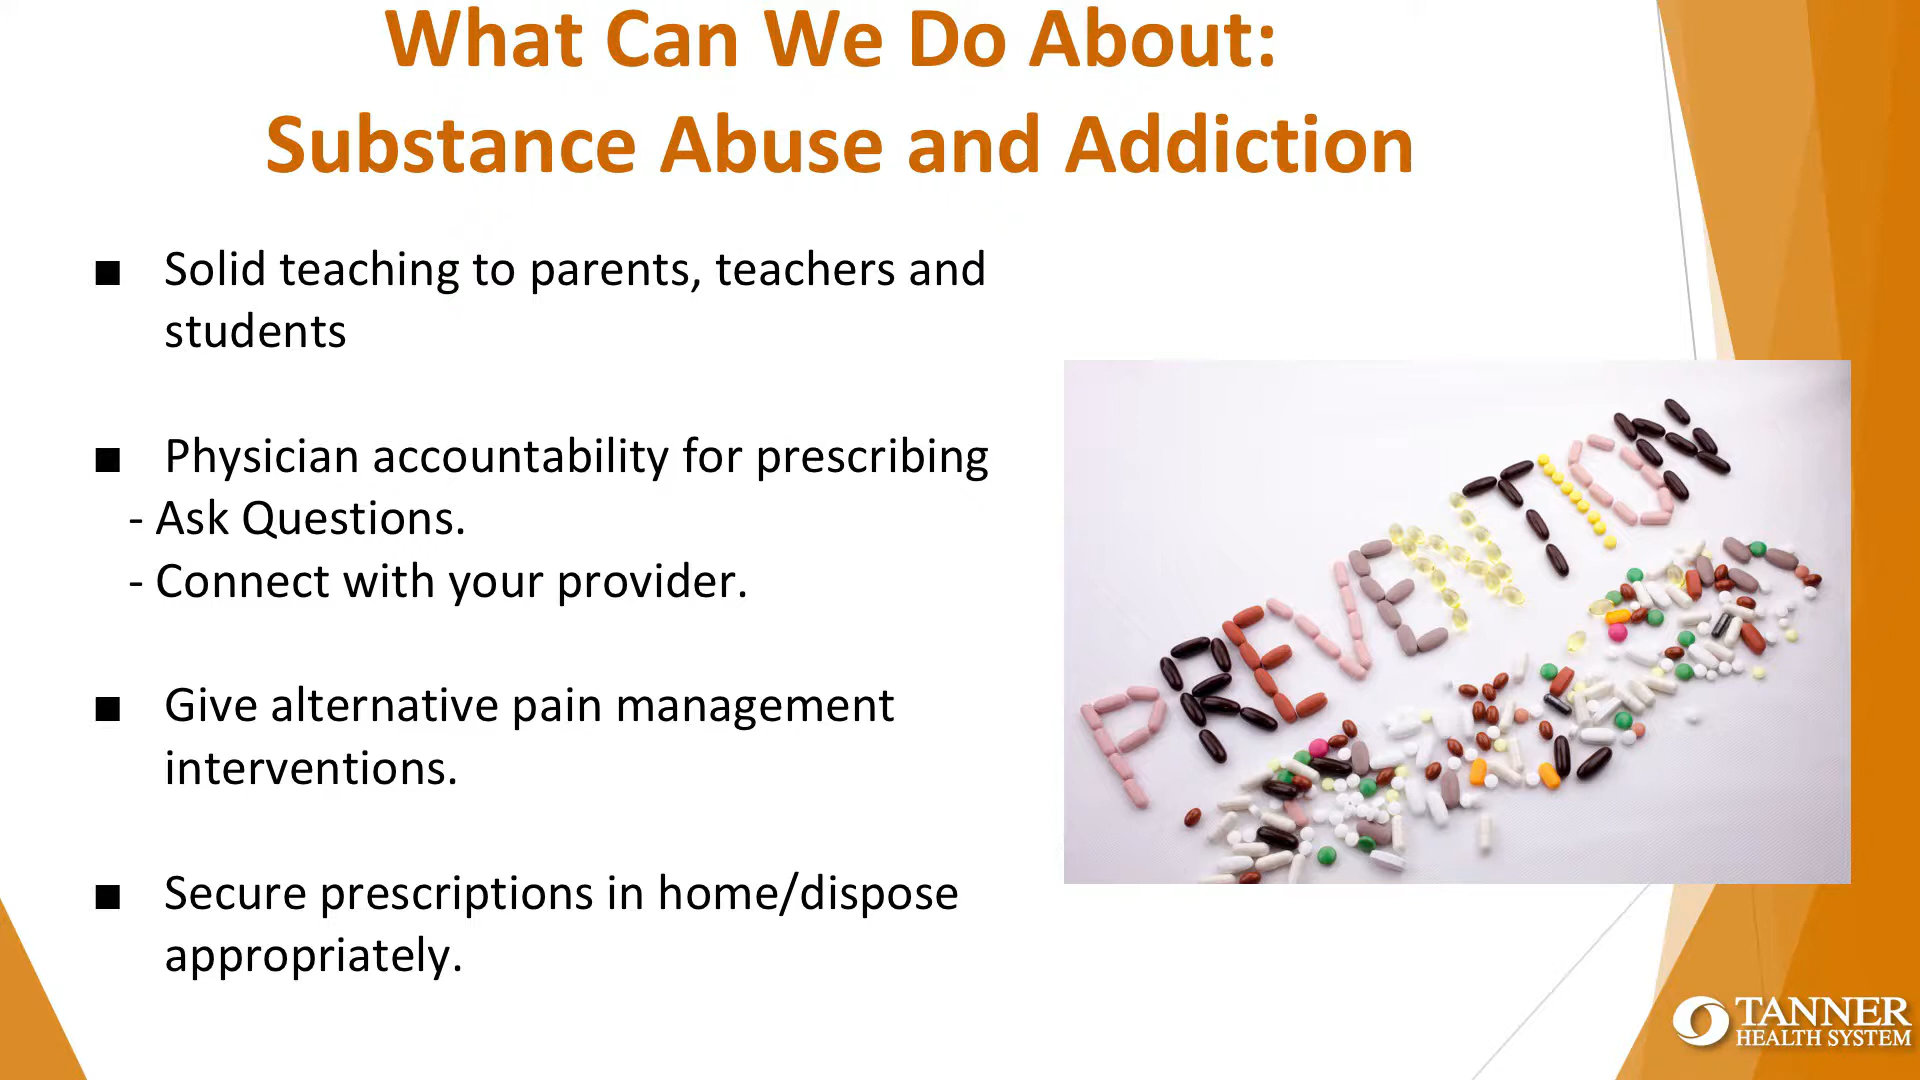 What Can We Do About:
Substance Abuse and Addiction
■ Solid teaching to parents, teachers and
students
■ Physician accountability for prescribing
- Ask Questions.
- Connect with your provider.
■ Give alternative pain management
interventions.
■ Secure prescriptions in home/dispose
appropriately.
PREVENTION
TANNER
HEALTH SYSTEM